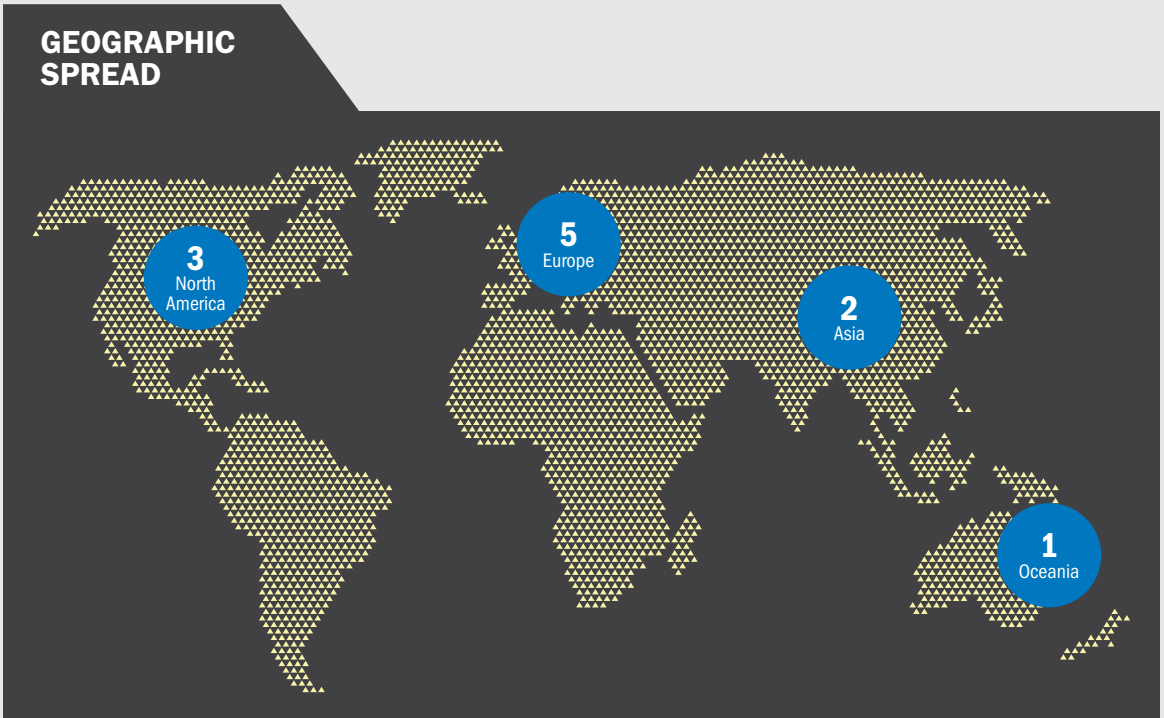 GEOGRAPHIC
SPREAD
3
North
America
5
Europe
2
Asia
1
Oceania